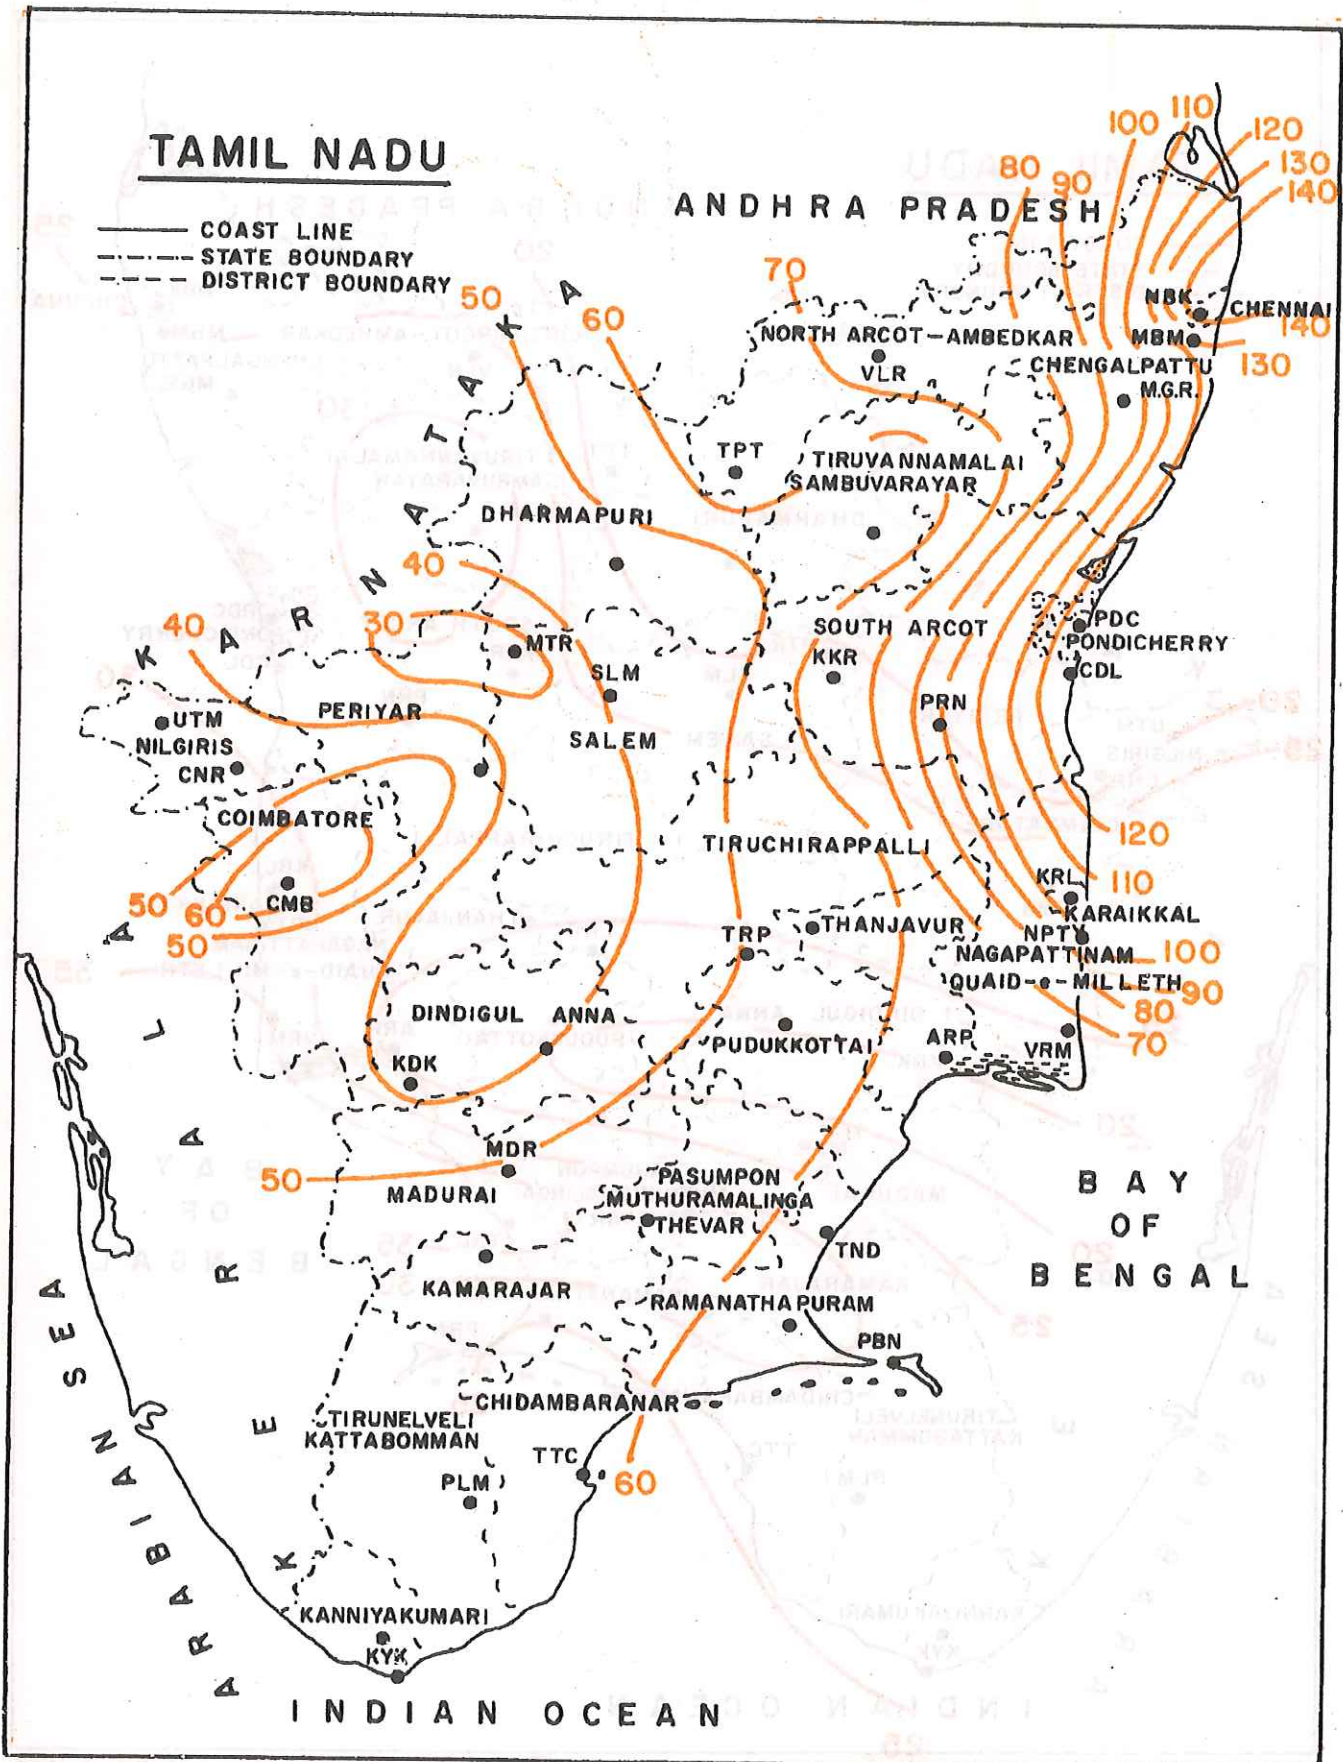 TAMIL NADU
COAST LINE
STATE BOUNDARY
DISTRICT BOUNDARY
ANDHRA PRADESH
100 110
120
130
140
80 90
70
50
60
KARNATAKA
NBK
CHENNAI
140
MBM
130
NORTH ARCOT-AMBEDKAR
VLR
CHENGALPATTU
M.G.R.
TPT
TIRUVANNAMALAI
SAMBUVARAYAR
DHARMAPURI
40
40
30
MTR
SLM
SOUTH ARCOT
KKR
PDC
PONDICHERRY
CDL
PRN
PERIYAR
UTM
NILGIRIS
CNR
SALEM
COIMBATORE
TIRUCHIRAPPALLI
120
110
KRL
KARAIKKAL
50 60
50
CMB
TRP
THANJAVUR
NPT
NAGAPATTINAM
100
QUAID-e-MILLETH
90
80
70
DINDIGUL ANNA
PUDUKKOTTAI
ARP
VRM
KDK
MDR
50
MADURAI
PASUMPON
MUTHURAMALINGA
THEVAR
TND
KAMARAJAR
RAMANATHAPURAM
PBN
BAY
OF
BENGAL
KERALA
CHIDAMBARANAR
TIRUNELVELI
KATTABOMMAN
TTC
60
PLM
KANNIYAKUMARI
KYK
ARABIAN SEA
INDIAN OCEAN